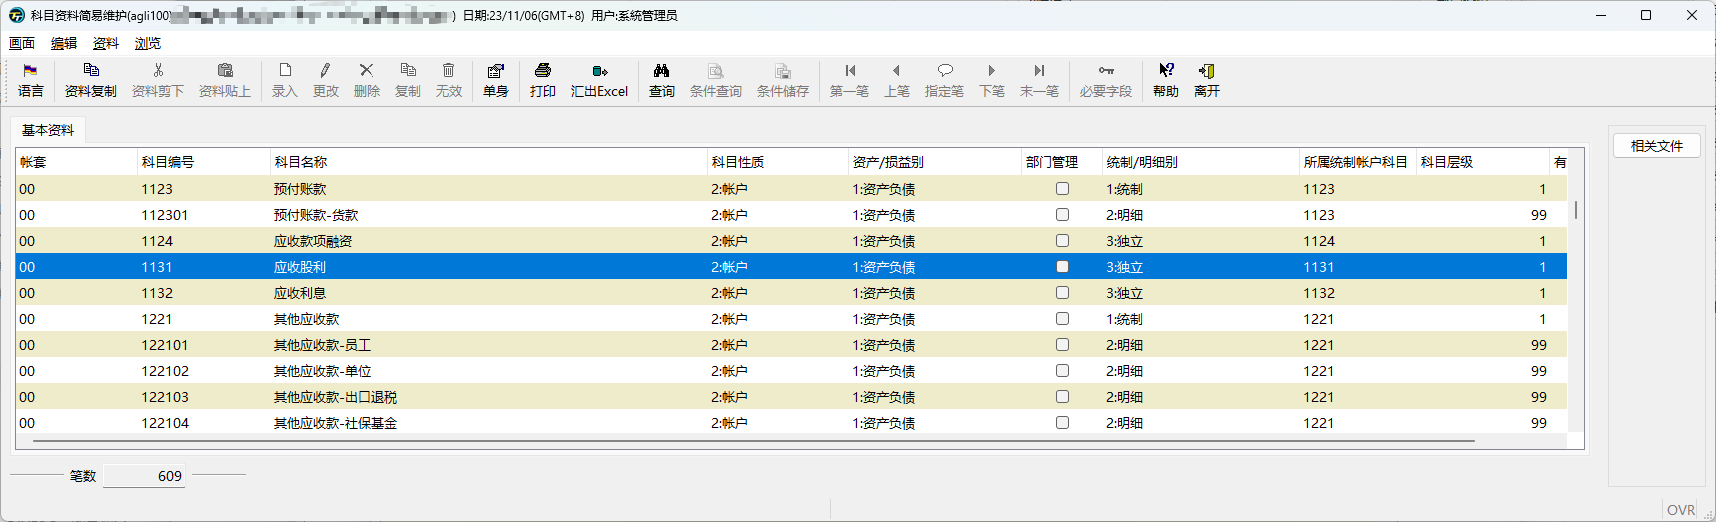 科目资料简易维护(agli100) ) 日期:23/11/06(GMT+8) 用户:系統管理员
画面 编辑 资料 浏览
语言 资料复制 资料剪下 资料贴上 录入 更改 删除 复制 无效 单身 打印 汇出Excel 查询 条件查询 条件储存 第一笔 上笔 指定笔 下笔 末一笔 必要字段 帮助 离开
基本资料
相关文件
帐套 科目编号 科目名称 科目性质 资产/损益别 部门管理 统制/明细别 所属统制帐户科目 科目层级 有
00 1123 预付账款 2:帐户 1:资产负债 1:统制 1123 1
00 112301 预付账款-货款 2:帐户 1:资产负债 2:明细 1123 99
00 1124 应收款项融资 2:帐户 1:资产负债 3:独立 1124 1
00 1131 应收股利 2:帐户 1:资产负债 3:独立 1131 1
00 1132 应收利息 2:帐户 1:资产负债 3:独立 1132 1
00 1221 其他应收款 2:帐户 1:资产负债 1:统制 1221 1
00 122101 其他应收款-员工 2:帐户 1:资产负债 2:明细 1221 99
00 122102 其他应收款-单位 2:帐户 1:资产负债 2:明细 1221 99
00 122103 其他应收款-出口退税 2:帐户 1:资产负债 2:明细 1221 99
00 122104 其他应收款-社保基金 2:帐户 1:资产负债 2:明细 1221 99
笔数 609
OVR